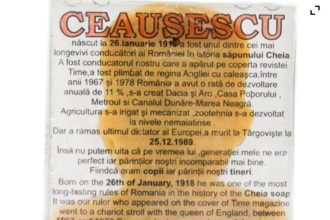 CEAUSESCU
născut la 26.ianuarie 1918 a fost unul dintre cei mai
longevivi conducători ai României în istoria săpunului Cheia
A fost conducatorul nostru care a apărut pe coperta revistei
Time,a fost plimbat de regina Angliei cu caleașca,între
anii 1967 și 1978 România a avut o rată de dezvoltare
anuală de 11 % ,s-a creat Dacia și Aro ,Casa Poporului ,
Metroul si Canalul Dunăre-Marea Neagră.
Agricultura s-a irigat și mecanizat ,zootehnia s-a dezvoltat
la nivele nemaiatinse .
Dar a rămas ultimul dictator al Europei,a murit la Târgoviște la
25.12.1989.
Însă nu putem uita că pe vremea lui ,generației mele ne era
perfect iar părinților noștri incomparabil mai bine.
Fiindcă eram copii iar părinții noștri tineri
Born on the 26th of January, 1918 he was one of the most
long-lasting rules of Romania in the history of the Cheia soap
It was our rulor who appeared on the cover of Time magazine
went to a chariot stroll with the queen of England, between